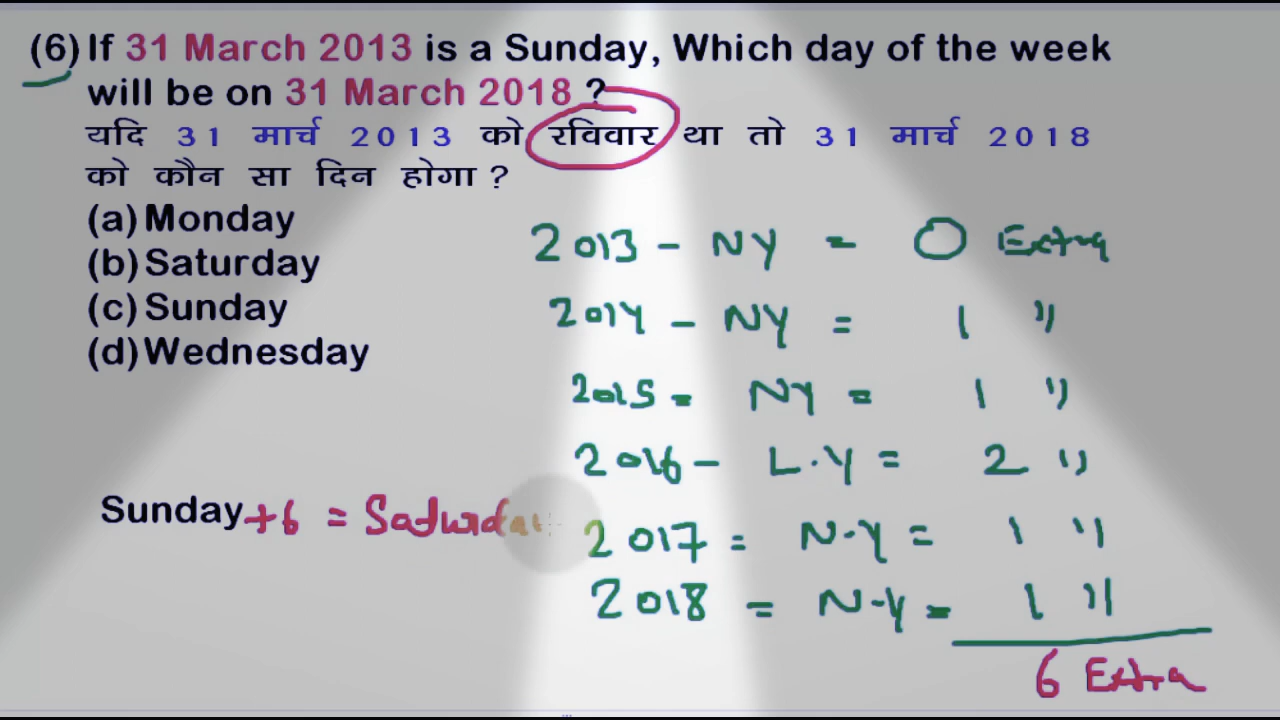 (6) If 31 March 2013 is a Sunday, Which day of the week
will be on 31 March 2018 ?
यदि 31 मार्च 2013 को रविवार था तो 31 मार्च 2018
को कौन सा दिन होगा ?
(a) Monday
(b) Saturday
(c) Sunday
(d) Wednesday
2013 - NY = 0 Extra
2014 - NY = 1 "
2015 = NY = 1 "
2016 - L.Y = 2 "
Sunday +6 = Saturday
2017 = N.Y = 1 "
2018 = N-Y = 1 "
6 Extra